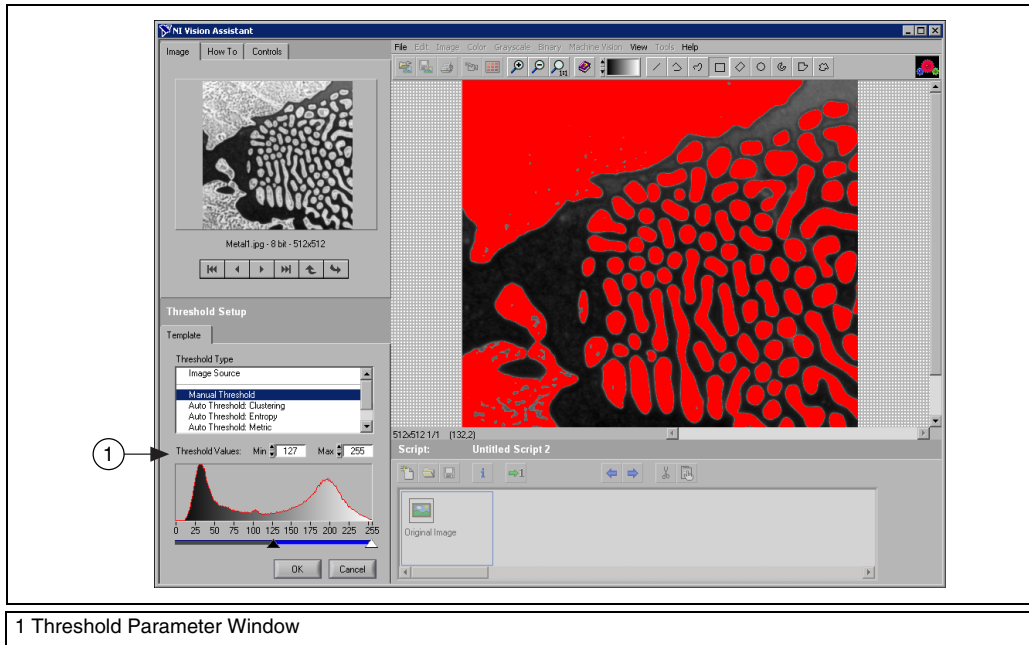 NI Vision Assistant
Image How To Controls
File Edit Image Color Grayscale Binary Machine Vision View Tools Help
Metal1.jpg - 8 bit - 512x512
Threshold Setup
Template
Threshold Type
Image Source
Manual Threshold
Auto Threshold: Clustering
Auto Threshold: Entropy
Auto Threshold: Metric
1
Threshold Values: Min 127 Max 255
0 25 50 75 100 125 150 175 200 225 255
OK Cancel
512x512 1/1 (132,2)
Script: Untitled Script 2
1
Original Image
1 Threshold Parameter Window